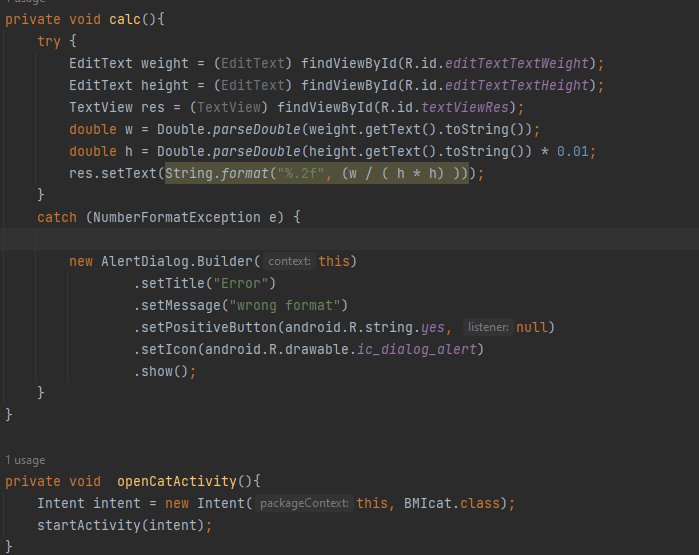 usage
private void calc(){
try {
EditText weight = (EditText) findViewById(R.id.editTextTextWeight);
EditText height = (EditText) findViewById(R.id.editTextTextHeight);
TextView res = (TextView) findViewById(R.id.textViewRes);
double w = Double.parseDouble(weight.getText().toString());
double h = Double.parseDouble(height.getText().toString()) * 0.01;
res.setText(String.format("%.2f", (w / ( h * h) )));
}
catch (NumberFormatException e) {
new AlertDialog.Builder( context: this)
.setTitle("Error")
.setMessage("wrong format")
.setPositiveButton(android.R.string.yes, listener: null)
.setIcon(android.R.drawable.ic_dialog_alert)
.show();
}
}
1 usage
private void  openCatActivity(){
Intent intent = new Intent( packageContext: this, BMIcat.class);
startActivity(intent);
}